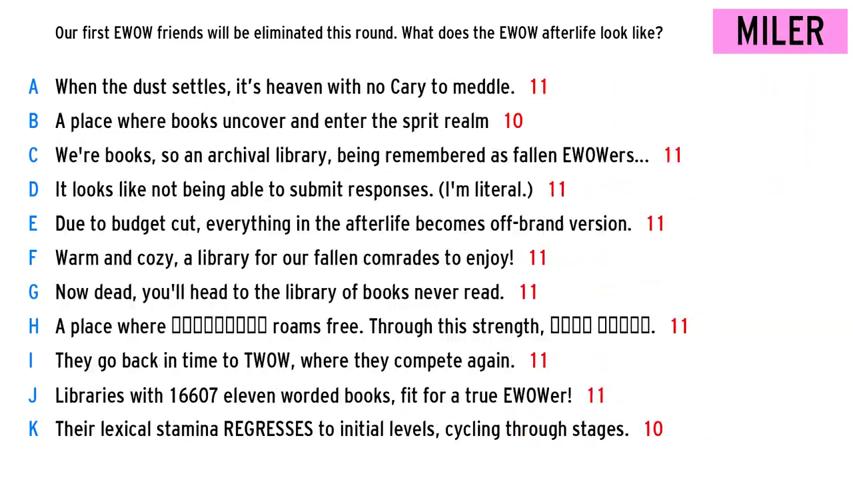 Our first EWOW friends will be eliminated this round. What does the EWOW afterlife look like?
MILER
A When the dust settles, it's heaven with no Cary to meddle. 11
B A place where books uncover and enter the sprit realm 10
C We're books, so an archival library, being remembered as fallen EWOWers... 11
D It looks like not being able to submit responses. (I'm literal.) 11
E Due to budget cut, everything in the afterlife becomes off-brand version. 11
F Warm and cozy, a library for our fallen comrades to enjoy! 11
G Now dead, you'll head to the library of books never read. 11
H A place where ▯▯▯▯▯▯▯▯▯ roams free. Through this strength, ▯▯▯▯ ▯▯▯▯▯. 11
I They go back in time to TWOW, where they compete again. 11
J Libraries with 16607 eleven worded books, fit for a true EWOWer! 11
K Their lexical stamina REGRESSES to initial levels, cycling through stages. 10